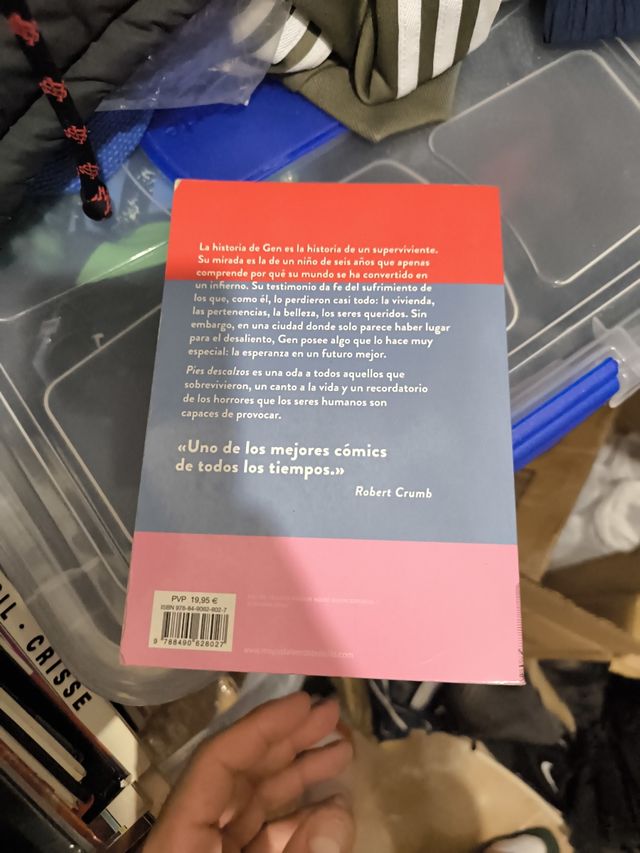 La historia de Gen es la historia de un superviviente.
Su mirada es la de un niño de seis años que apenas
comprende por qué su mundo se ha convertido en
un infierno. Su testimonio da fe del sufrimiento de
los que, como él, lo perdieron casi todo: la vivienda,
las pertenencias, la belleza, los seres queridos. Sin
embargo, en una ciudad donde solo parece haber lugar
para el desaliento, Gen posee algo que lo hace muy
especial: la esperanza en un futuro mejor.
Pies descalzos es una oda a todos aquellos que
sobrevivieron, un canto a la vida y un recordatorio
de los horrores que los seres humanos son
capaces de provocar.
«Uno de los mejores cómics
de todos los tiempos.»
Robert Crumb
PVP 19,95 €
ISBN 978-84-9062-802-7
9 788490 628027
CRISSE